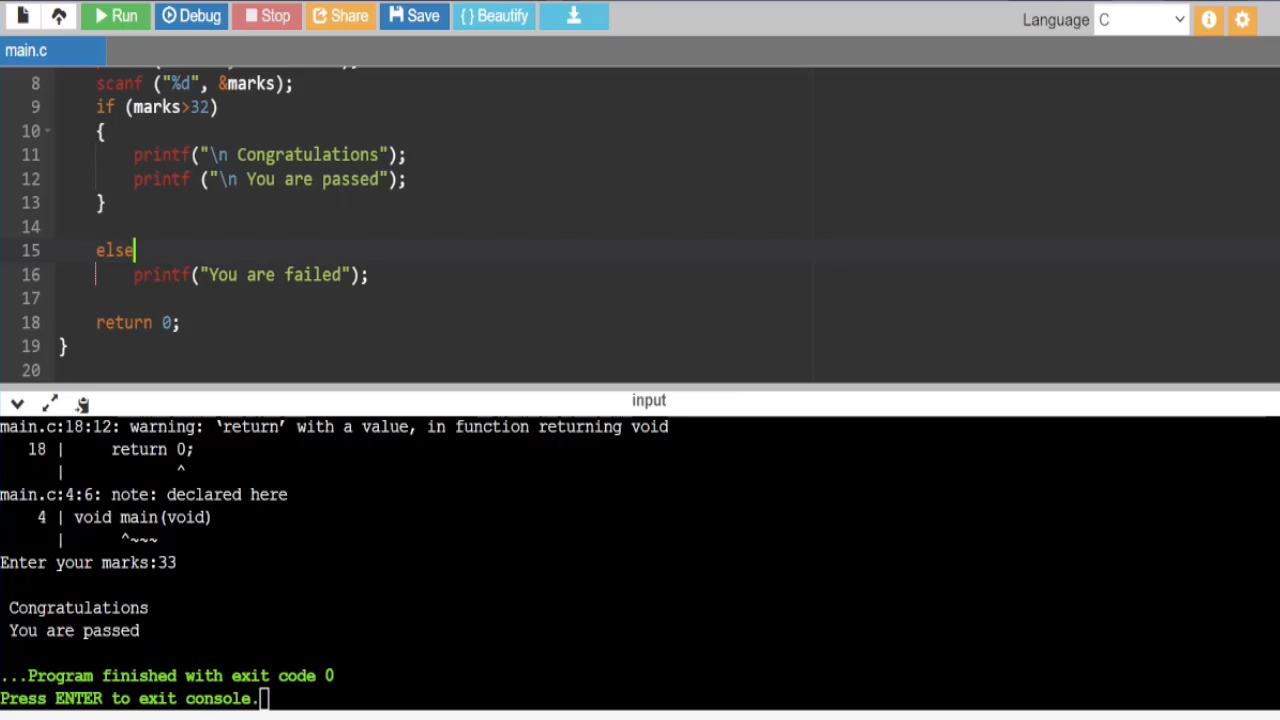 Run Debug Stop Share Save { } Beautify Language C
main.c
8 scanf ("%d", &marks);
9 if (marks>32)
10 {
11 printf("\n Congratulations");
12 printf ("\n You are passed");
13 }
14
15 else
16 printf("You are failed");
17
18 return 0;
19 }
20
input
main.c:18:12: warning: ‘return’ with a value, in function returning void
18 | return 0;
| ^
main.c:4:6: note: declared here
4 | void main(void)
| ^~~~
Enter your marks:33
Congratulations
You are passed
...Program finished with exit code 0
Press ENTER to exit console.